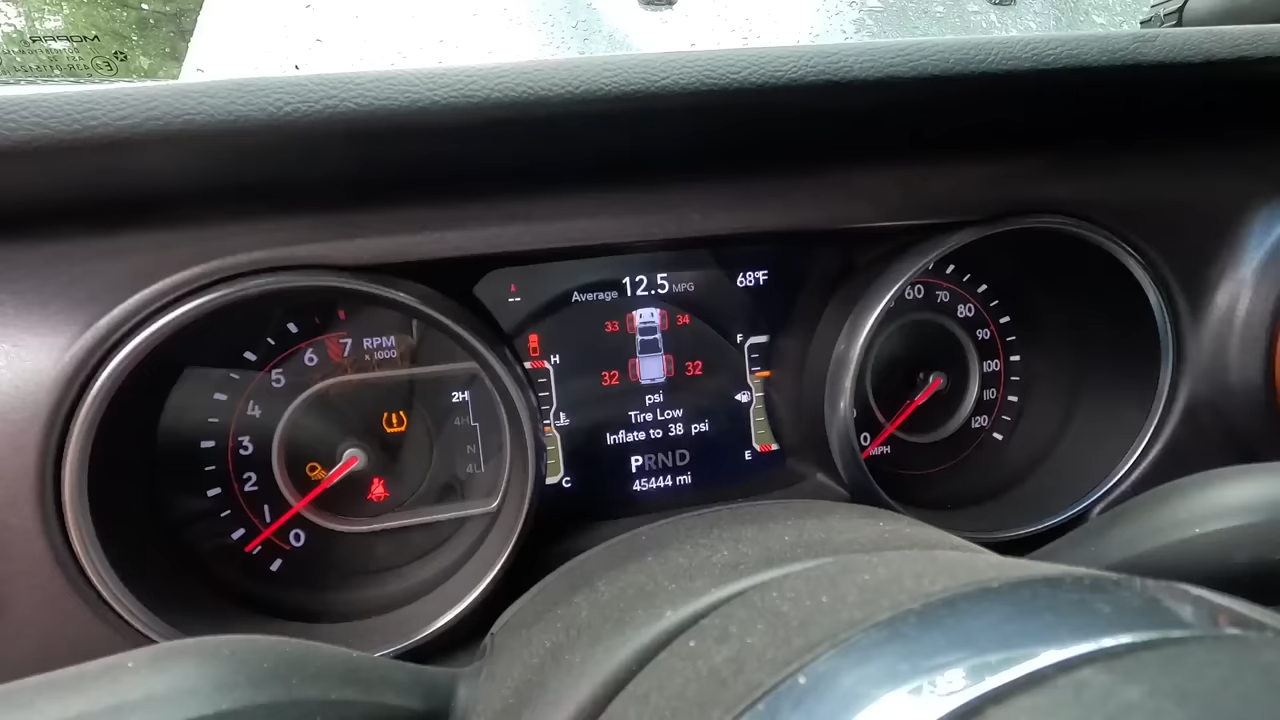 MOPAR
Average 12.5 MPG
68°F
33 34
32 32
psi
Tire Low
Inflate to 38 psi
PRND
45444 mi
H
C
F
E
7
6
5
4
3
2
1
0
RPM
x 1000
2H
4H
N
4L
60
70
80
90
100
110
120
0
MPH